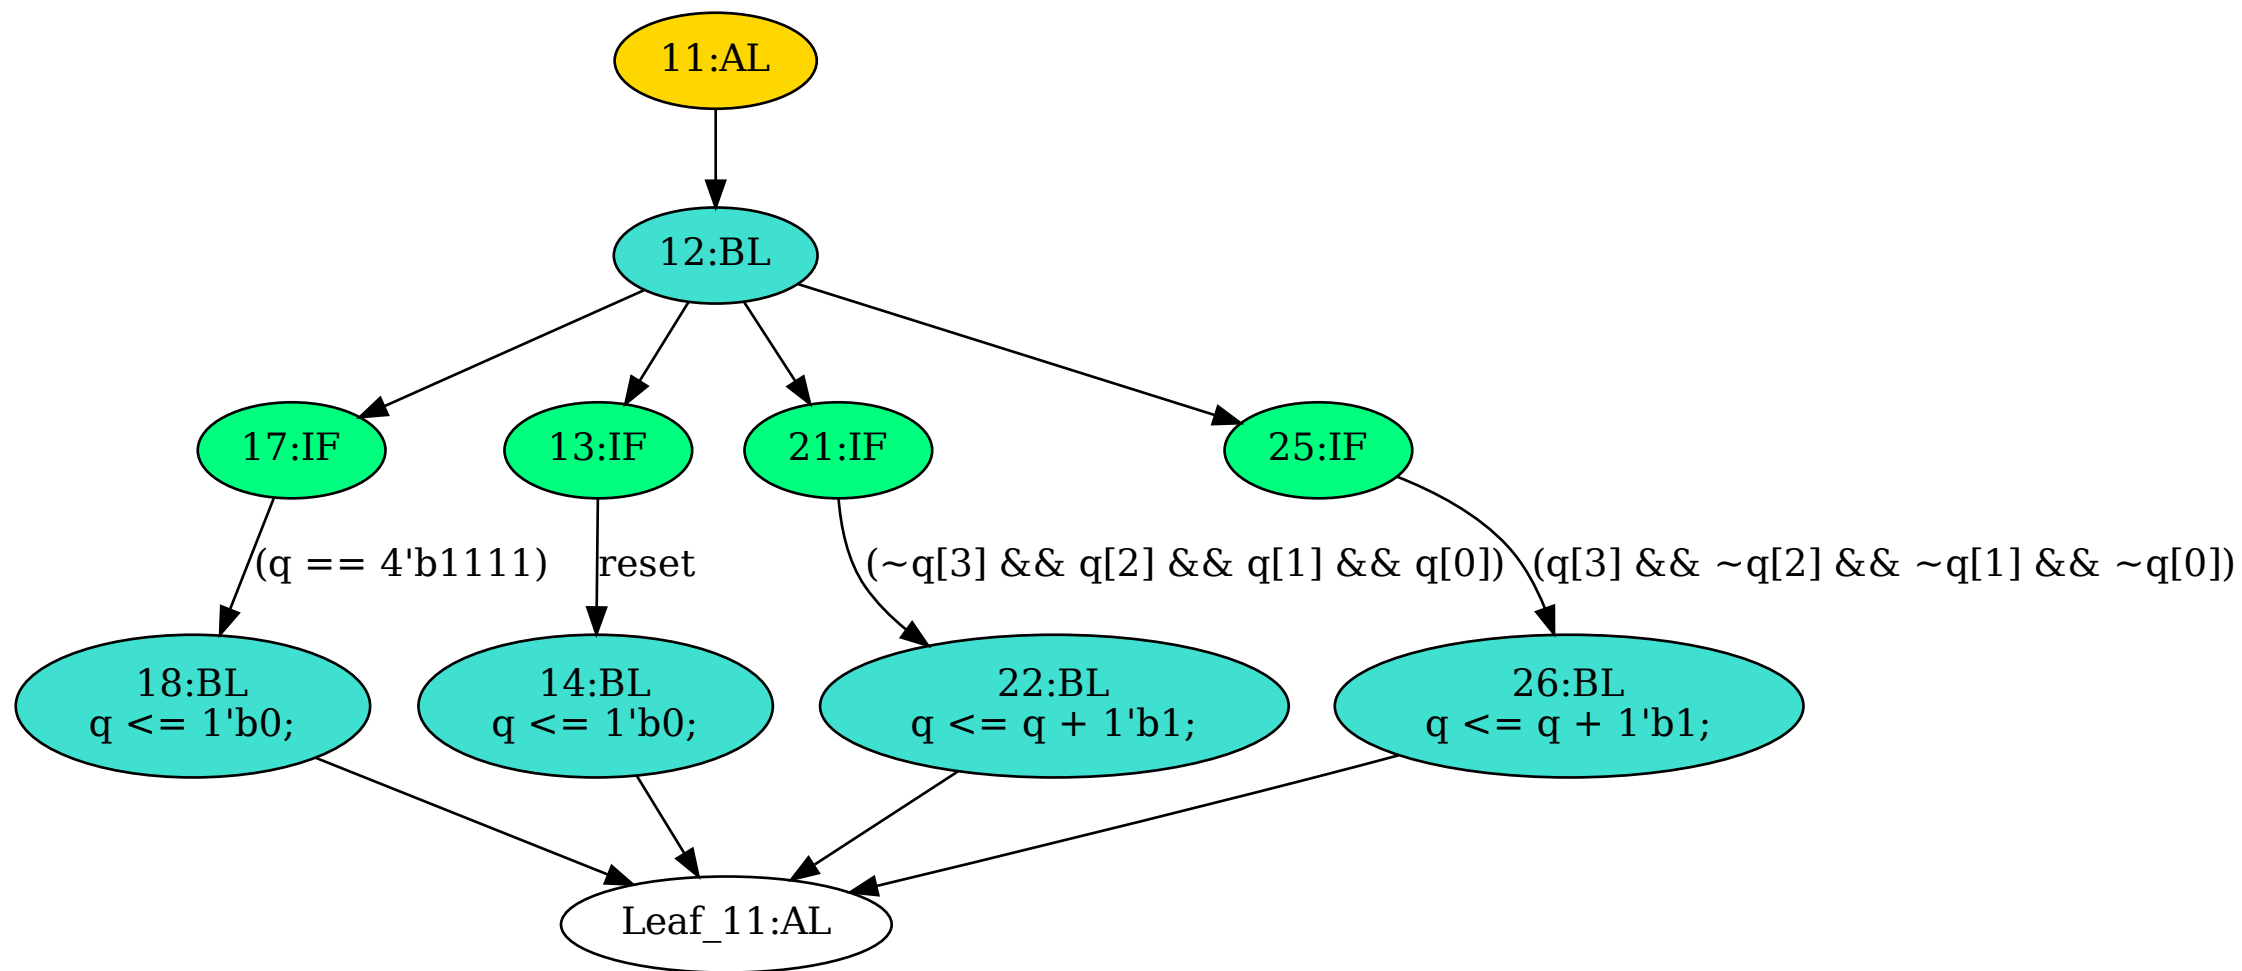 11:AL
12:BL
17:IF
13:IF
21:IF
25:IF
(q == 4'b1111)
reset
(~q[3] && q[2] && q[1] && q[0])
(q[3] && ~q[2] && ~q[1] && ~q[0])
18:BL
q <= 1'b0;
14:BL
q <= 1'b0;
22:BL
q <= q + 1'b1;
26:BL
q <= q + 1'b1;
Leaf_11:AL